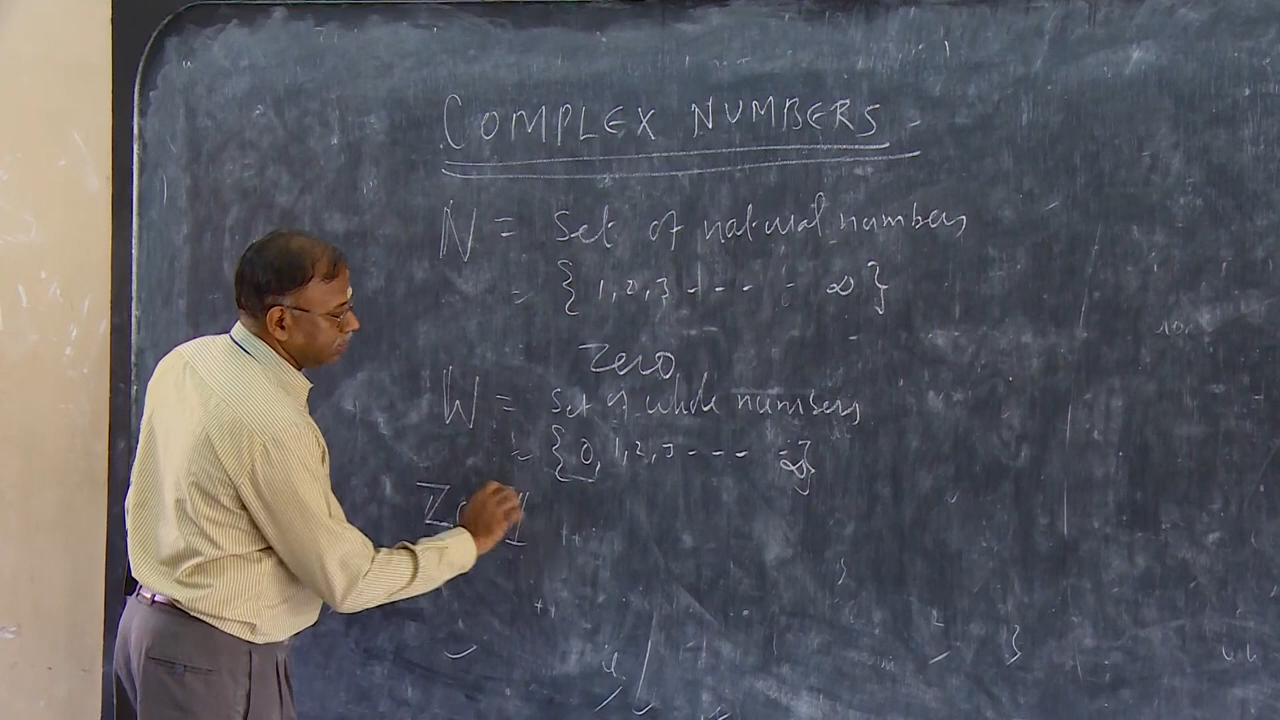 COMPLEX NUMBERS
N = Set of natural numbers
= {1, 2, 3 - - - - ∞}
Zero
W = Set of whole numbers
= {0, 1, 2, 3 - - - - ∞}
Z I